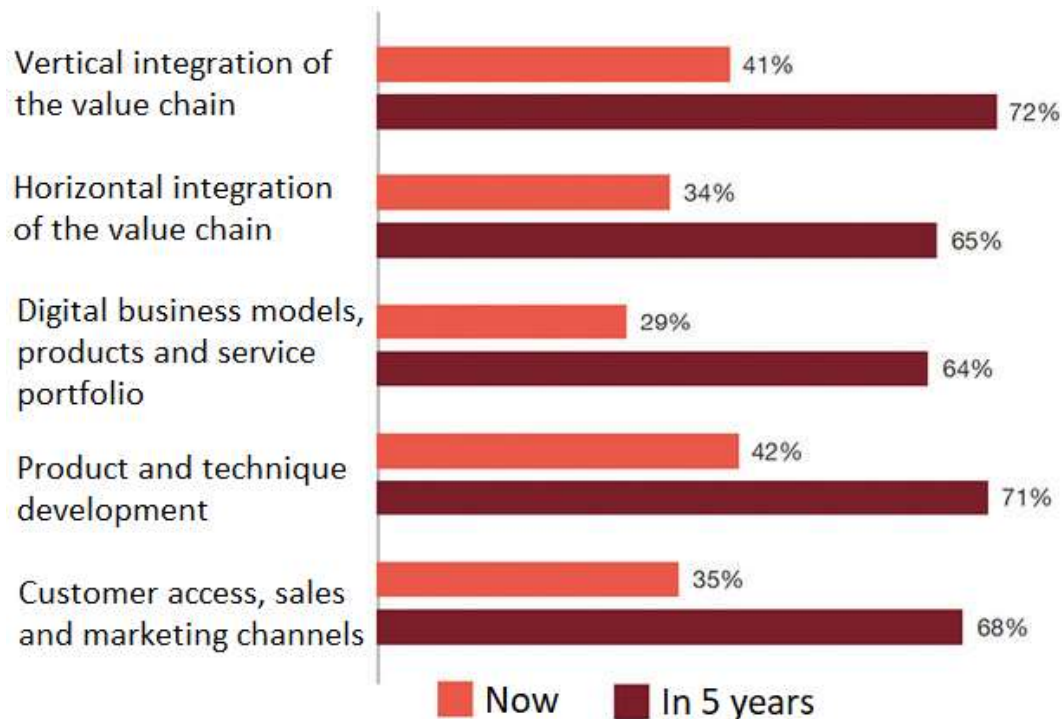 Vertical integration of
the value chain
41%
72%
Horizontal integration
of the value chain
34%
65%
Digital business models,
products and service
portfolio
29%
64%
Product and technique
development
42%
71%
Customer access, sales
and marketing channels
35%
68%
Now
In 5 years